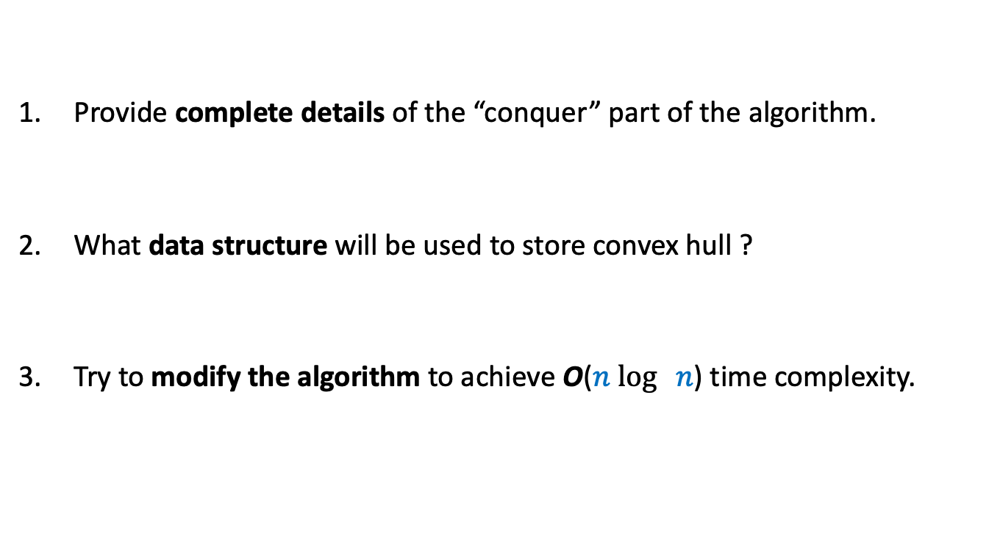 1. Provide complete details of the “conquer” part of the algorithm.
2. What data structure will be used to store convex hull ?
3. Try to modify the algorithm to achieve O(n log n) time complexity.